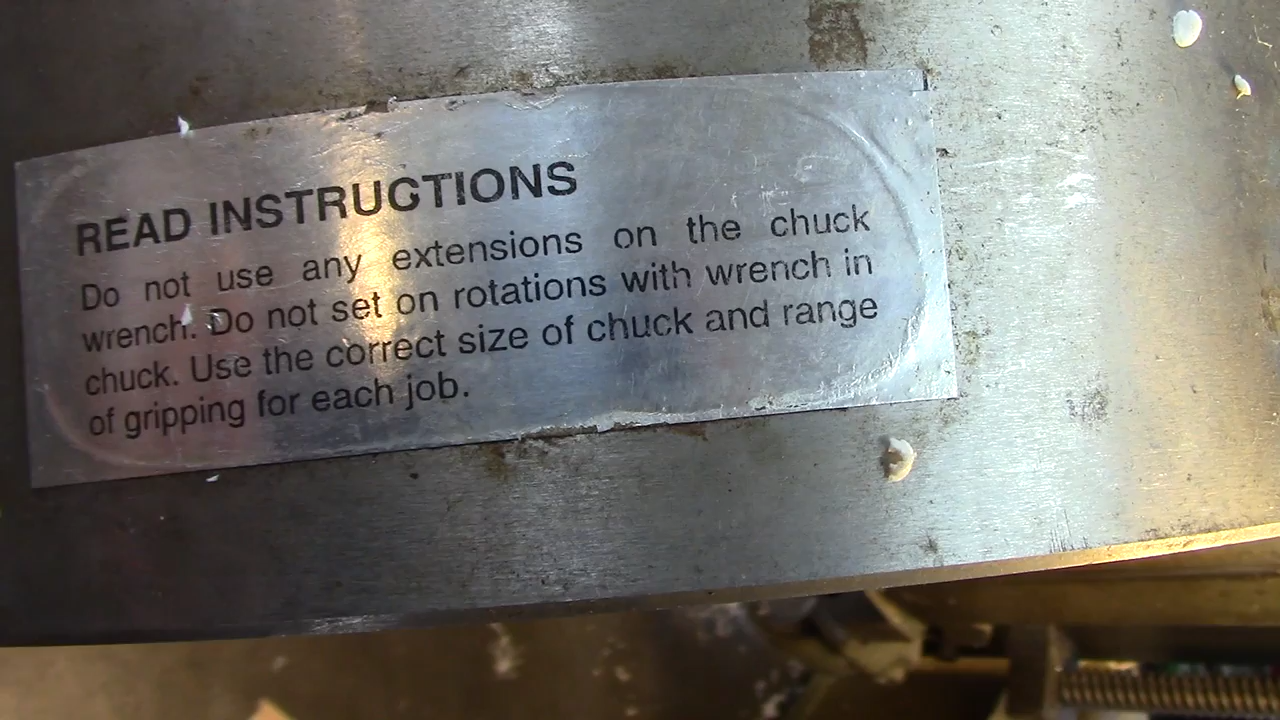 READ INSTRUCTIONS
Do not use any extensions on the chuck
wrench. Do not set on rotations with wrench in
chuck. Use the correct size of chuck and range
of gripping for each job.